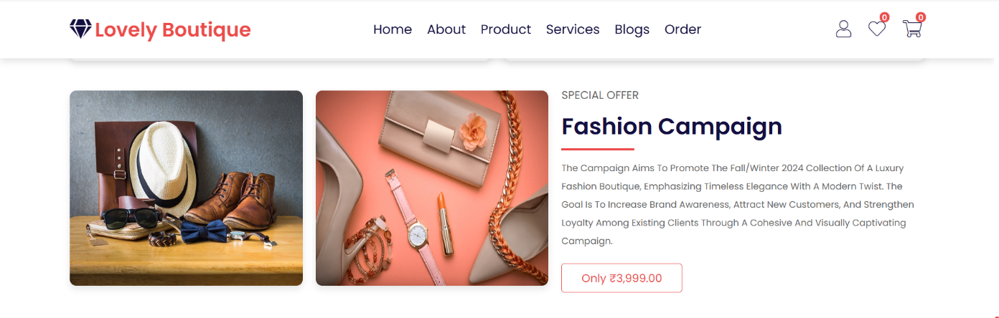 Lovely Boutique
Home About Product Services Blogs Order
0 0
SPECIAL OFFER
Fashion Campaign
The Campaign Aims To Promote The Fall/Winter 2024 Collection Of A Luxury
Fashion Boutique, Emphasizing Timeless Elegance With A Modern Twist. The
Goal Is To Increase Brand Awareness, Attract New Customers, And Strengthen
Loyalty Among Existing Clients Through A Cohesive And Visually Captivating
Campaign.
Only ₹3,999.00